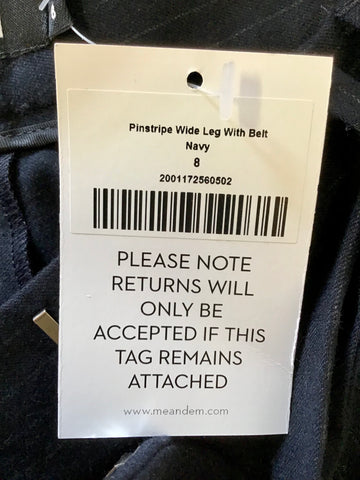 Pinstripe Wide Leg With Belt
Navy
8
2001172560502
PLEASE NOTE
RETURNS WILL
ONLY BE
ACCEPTED IF THIS
TAG REMAINS
ATTACHED
www.meandem.com